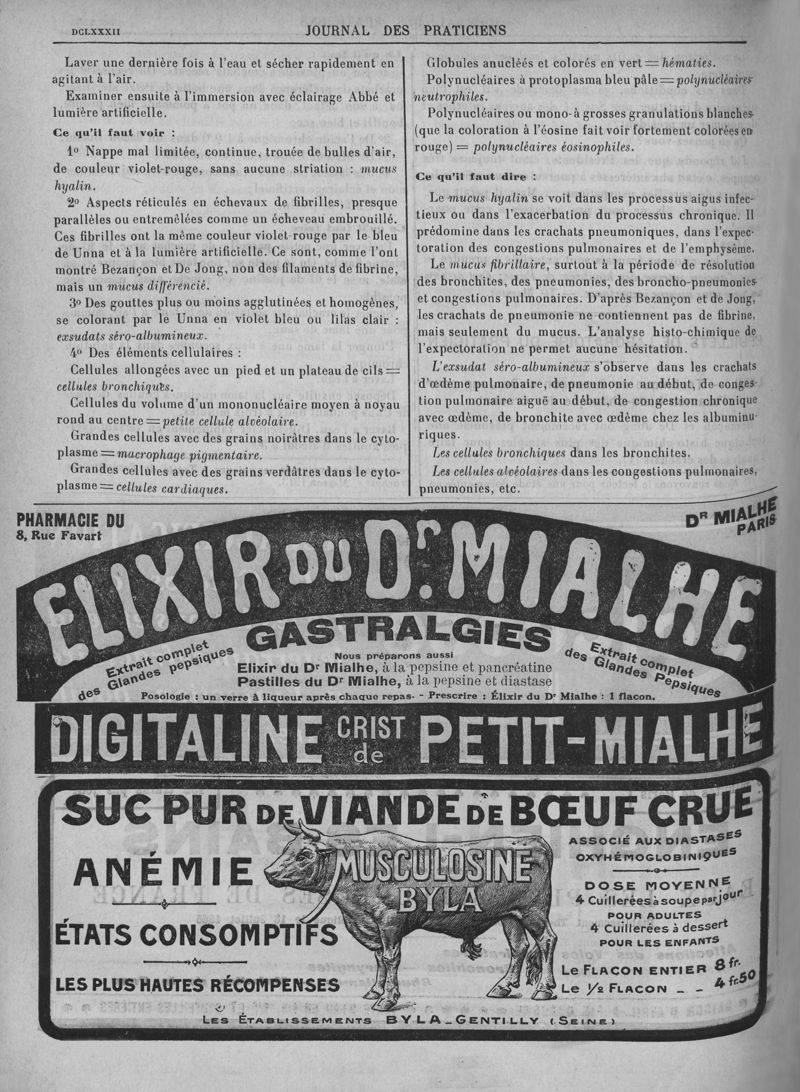 DCLXXXII
JOURNAL DES PRATICIENS
Laver une dernière fois à l'eau et sécher rapidement en
agitant à l'air.
Examiner ensuite à l'immersion avec éclairage Abbé et
lumière artificielle.
Ce qu'il faut voir :
1º Nappe mal limitée, continue, trouée de bulles d'air,
de couleur violet-rouge, sans aucune striation : mucus
hyalin.
2º Aspects réticulés en échevaux de fibrilles, presque
parallèles ou entremêlées comme un écheveau embrouillé.
Ces fibrilles ont la même couleur violet rouge par le bleu
de Unna et à la lumière artificielle. Ce sont, comme l'ont
montré Bezançon et De Jong, non des filaments de fibrine,
mais un mucus différencié.
3º Des gouttes plus ou moins agglutinées et homogènes,
se colorant par le Unna en violet bleu ou lilas clair :
exsudats séro-albumineux.
4º Des éléments cellulaires :
Cellules allongées avec un pied et un plateau de cils =
cellules bronchiques.
Cellules du volume d'un mononucléaire moyen à noyau
rond au centre = petite cellule alvéolaire.
Grandes cellules avec des grains noirâtres dans le cyto-
plasme = macrophage pigmentaire.
Grandes cellules avec des grains verdâtres dans le cyto-
plasme = cellules cardiaques.
Globules anucléés et colorés en vert = hématies.
Polynucléaires à protoplasma bleu pâle = polynucléaires
neutrophiles.
Polynucléaires ou mono-à grosses granulations blanches
(que la coloration à l'éosine fait voir fortement colorées en
rouge) = polynucléaires éosinophiles.
Ce qu'il faut dire :
Le mucus hyalin se voit dans les processus aigus infec-
tieux ou dans l'exacerbation du processus chronique. Il
prédomine dans les crachats pneumoniques, dans l'expec-
toration des congestions pulmonaires et de l'emphysème.
Le mucus fibrillaire, surtout à la période de résolution
des bronchites, des pneumonies, des broncho-pneumonies
et congestions pulmonaires. D'après Bezançon et de Jong,
les crachats de pneumonie ne contiennent pas de fibrine,
mais seulement du mucus. L'analyse histo-chimique de
l'expectoration ne permet aucune hésitation.
L'exsudat séro-albumineux s'observe dans les crachats
d'œdème pulmonaire, de pneumonie au début, de conges-
tion pulmonaire aiguë au début, de congestion chronique
avec œdème, de bronchite avec œdème chez les albuminu-
riques.
Les cellules bronchiques dans les bronchites.
Les cellules alvéolaires dans les congestions pulmonaires,
pneumonies, etc.
PHARMACIE DU
8, Rue Favart
DR MIALHE
PARIS
ELIXIR DU Dr. MIALHE
GASTRALGIES
Extrait complet
des Glandes pepsiques
Nous préparons aussi
Elixir du Dr Mialhe, à la pepsine et pancréatine
Pastilles du Dr Mialhe, à la pepsine et diastase
Extrait complet
des Glandes Pepsiques
Posologie : un verre à liqueur après chaque repas. - Prescrire : Élixir du Dr Mialhe : 1 flacon.
DIGITALINE CRIST de PETIT-MIALHE
SUC PUR DE VIANDE DE BŒUF CRUE
ANÉMIE
ÉTATS CONSOMPTIFS
LES PLUS HAUTES RÉCOMPENSES
MUSCULOSINE
BYLA
ASSOCIÉ AUX DIASTASES
OXYHÉMOGLOBINIQUES
DOSE MOYENNE
4 Cuillerées à soupe par jour
POUR ADULTES
4 Cuillerées à dessert
POUR LES ENFANTS
LE FLACON ENTIER 8 fr.
LE 1/2 FLACON _ _ 4 fr.50
LES ÉTABLISSEMENTS BYLA_GENTILLY (SEINE)